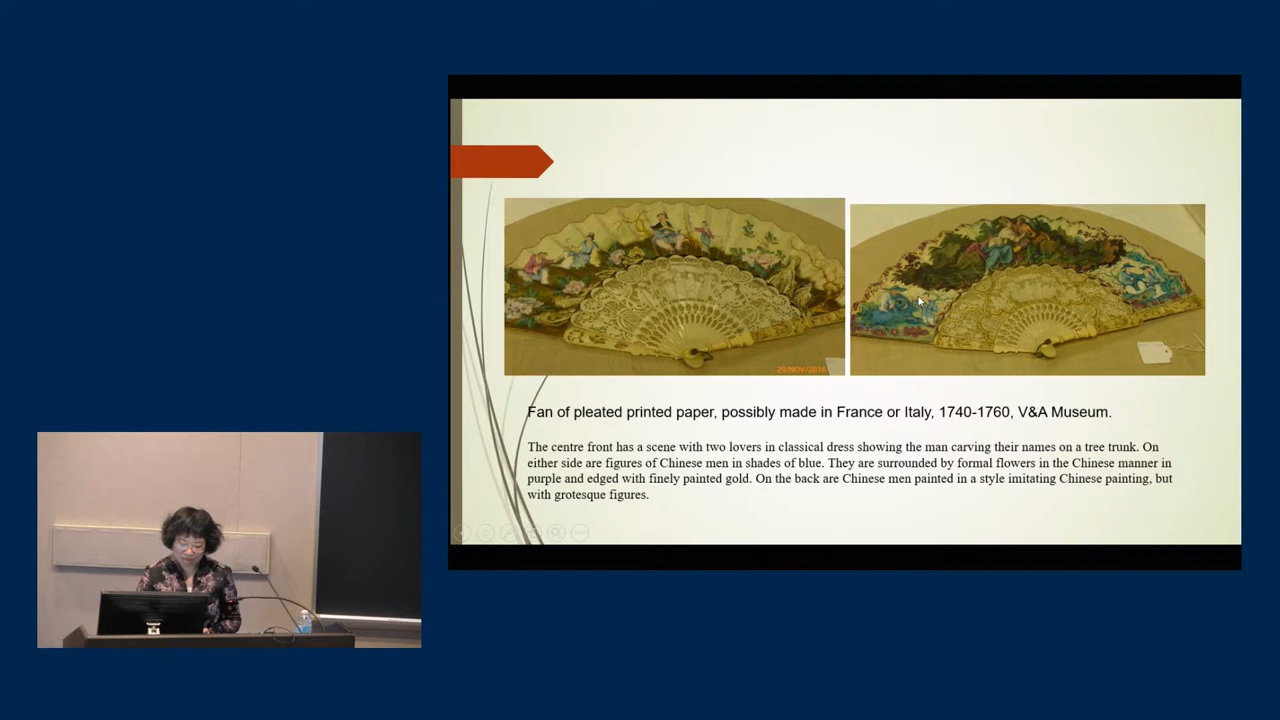 29/NOV/2016
Fan of pleated printed paper, possibly made in France or Italy, 1740-1760, V&A Museum.
The centre front has a scene with two lovers in classical dress showing the man carving their names on a tree trunk. On
either side are figures of Chinese men in shades of blue. They are surrounded by formal flowers in the Chinese manner in
purple and edged with finely painted gold. On the back are Chinese men painted in a style imitating Chinese painting, but
with grotesque figures.